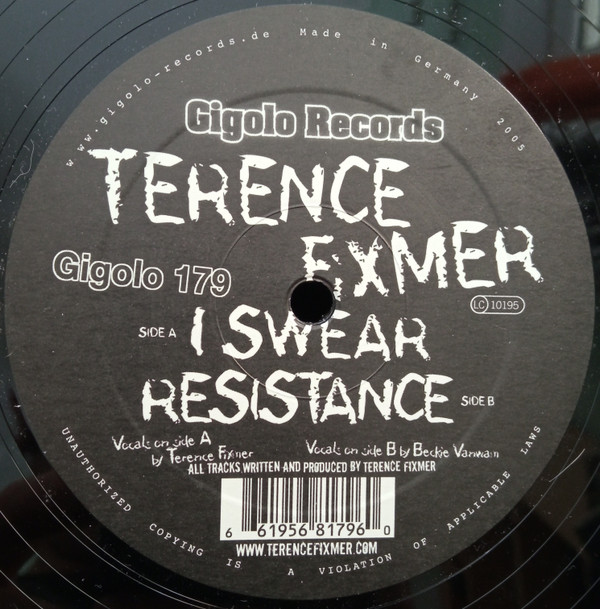 www.gigolo-records.de Made in Germany 2005
Gigolo Records
TERENCE
FIXMER
Gigolo 179
LC 10195
SIDE A I SWEAR
RESISTANCE SIDE B
Vocals on side A
by Terence Fixmer
Vocals on side B by Beckie Vanwan
ALL TRACKS WRITTEN AND PRODUCED BY TERENCE FIXMER
6 61956 81796 0
WWW.TERENCEFIXMER.COM
UNAUTHORIZED COPYING IS A VIOLATION OF APPLICABLE LAWS